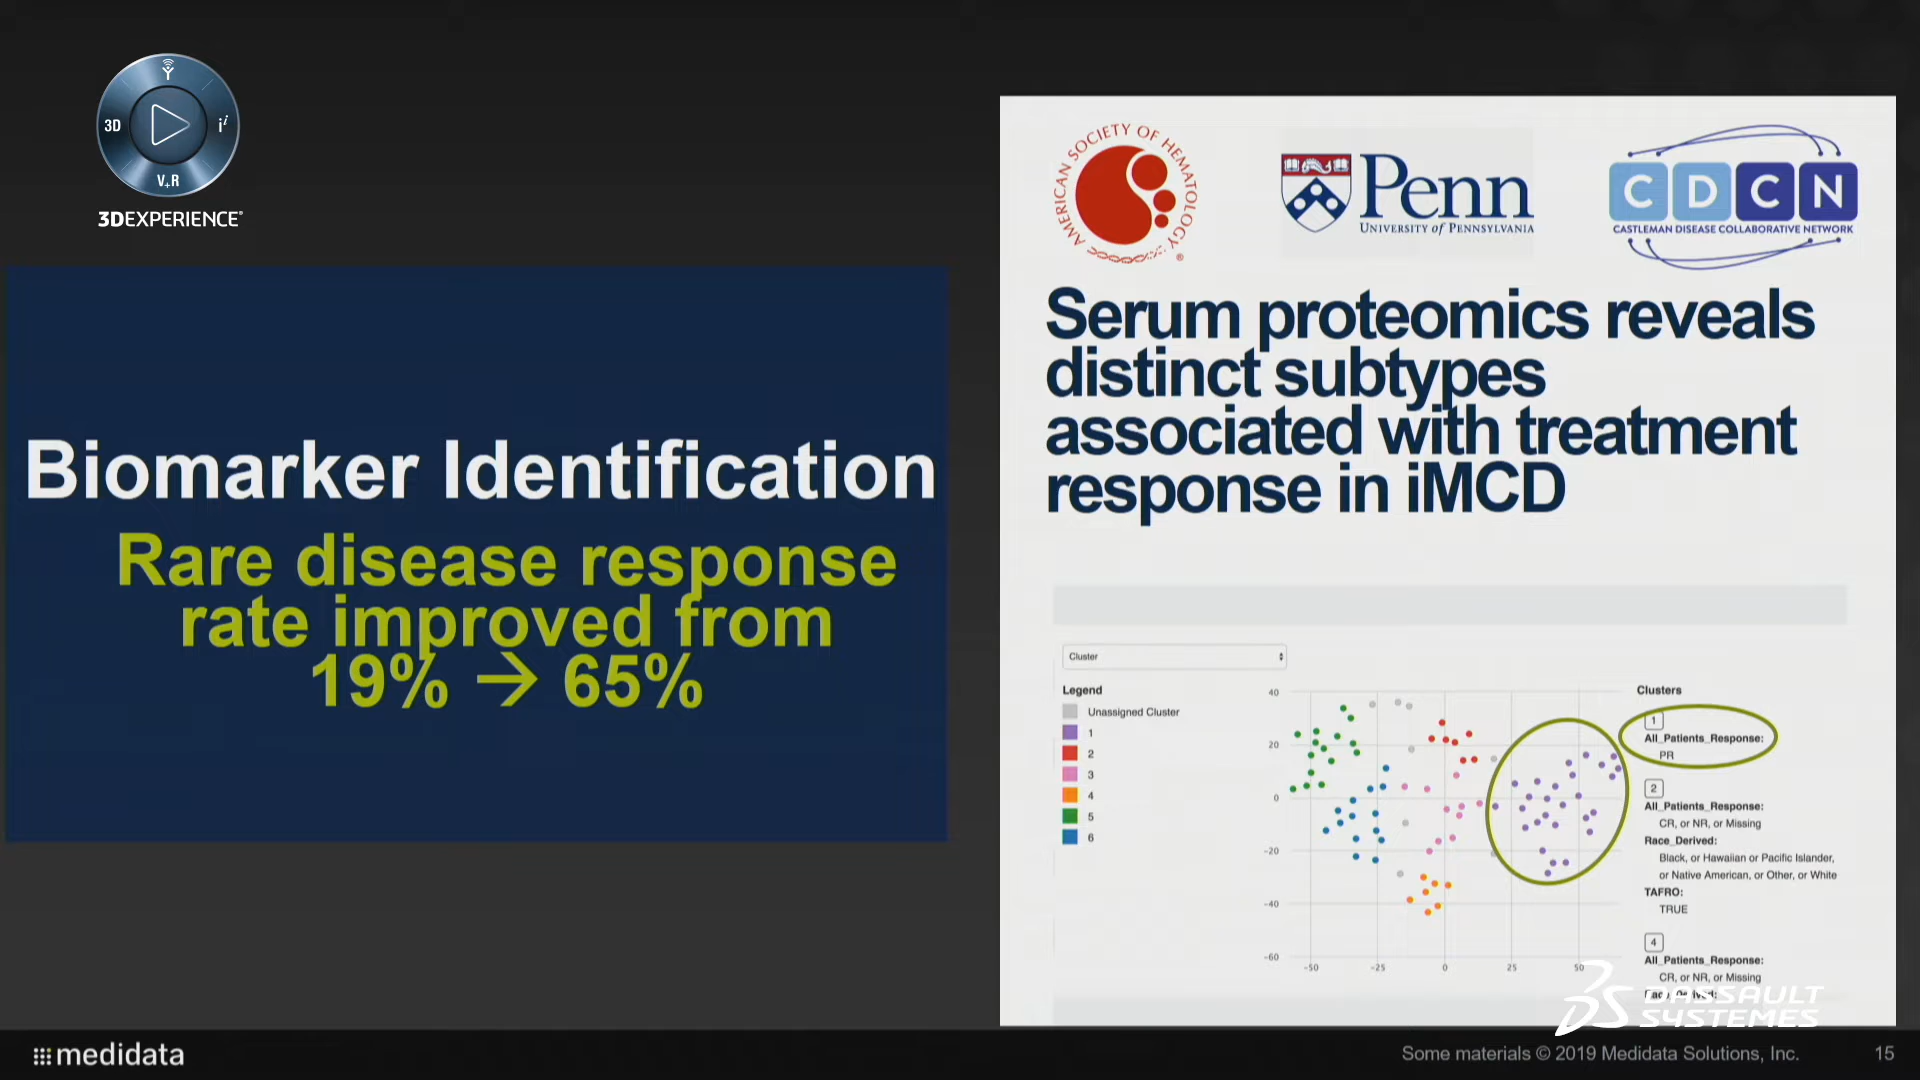 3D
i
V+R
3DEXPERIENCE®
Biomarker Identification
Rare disease response
rate improved from
19% → 65%
AMERICAN SOCIETY OF HEMATOLOGY
®
Penn
UNIVERSITY of PENNSYLVANIA
CDCN
CASTLEMAN DISEASE COLLABORATIVE NETWORK
Serum proteomics reveals
distinct subtypes
associated with treatment
response in iMCD
Cluster
Legend
Unassigned Cluster
1
2
3
4
5
6
40
20
0
-20
-40
-60
-50
-25
0
25
50
Clusters
1
All_Patients_Response:
PR
2
All_Patients_Response:
CR, or NR, or Missing
Race_Derived:
Black, or Hawaiian or Pacific Islander,
or Native American, or Other, or White
TAFRO:
TRUE
4
All_Patients_Response:
CR, or NR, or Missing
Race_Derived:
DASSAULT
SYSTEMES
medidata
Some materials © 2019 Medidata Solutions, Inc.
15